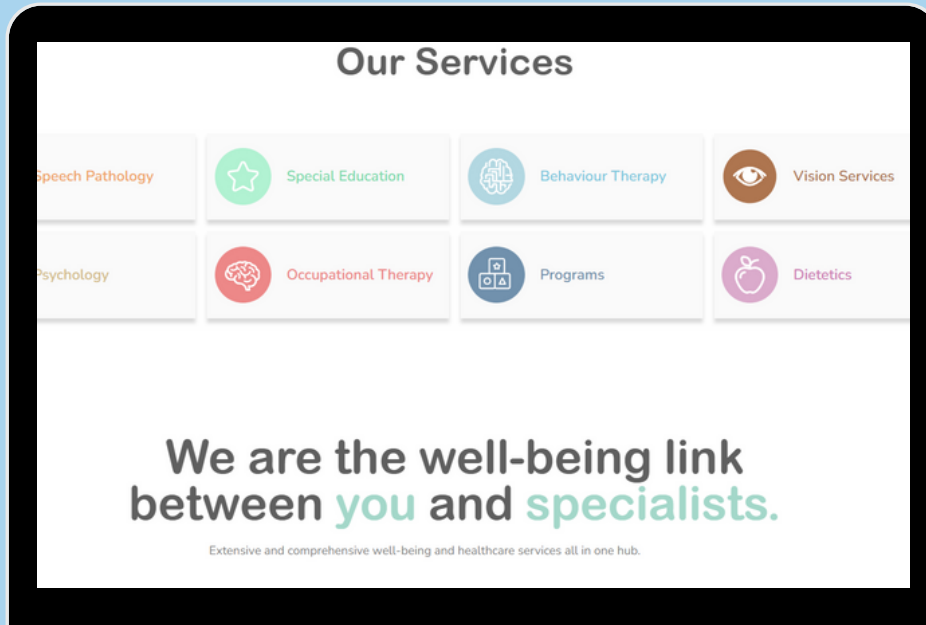 Our Services
Speech Pathology
Special Education
Behaviour Therapy
Vision Services
Psychology
Occupational Therapy
Programs
Dietetics
We are the well-being link
between you and specialists.
Extensive and comprehensive well-being and healthcare services all in one hub.